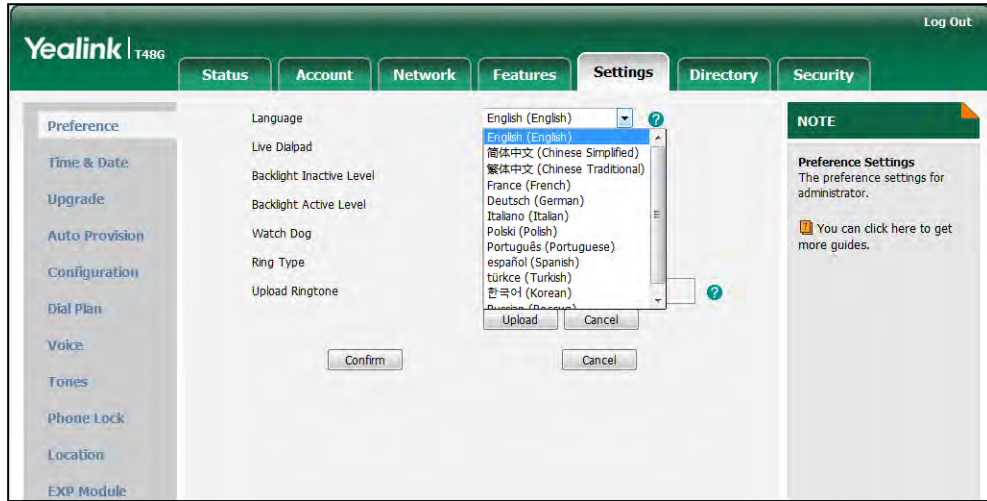 Log Out
Yealink T48G
Status Account Network Features Settings Directory Security
Preference
Time & Date
Upgrade
Auto Provision
Configuration
Dial Plan
Voice
Tones
Phone Lock
Location
EXP Module
Language English (English)
English (English)
简体中文 (Chinese Simplified)
繁体中文 (Chinese Traditional)
France (French)
Deutsch (German)
Italiano (Italian)
Polski (Polish)
Português (Portuguese)
español (Spanish)
türkce (Turkish)
한국어 (Korean)
Live Dialpad
Backlight Inactive Level
Backlight Active Level
Watch Dog
Ring Type
Upload Ringtone
Upload Cancel
Confirm Cancel
NOTE
Preference Settings
The preference settings for
administrator.
You can click here to get
more guides.